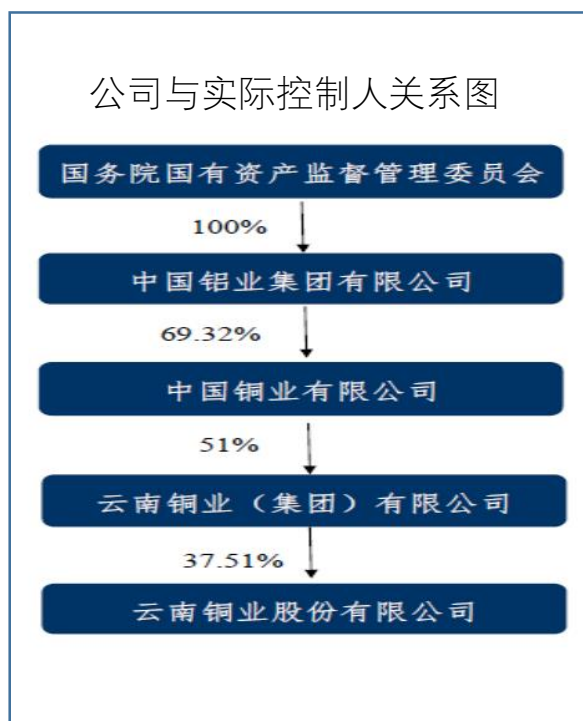 公司与实际控制人关系图
国务院国有资产监督管理委员会
100%
中国铝业集团有限公司
69.32%
中国铜业有限公司
51%
云南铜业（集团）有限公司
37.51%
云南铜业股份有限公司